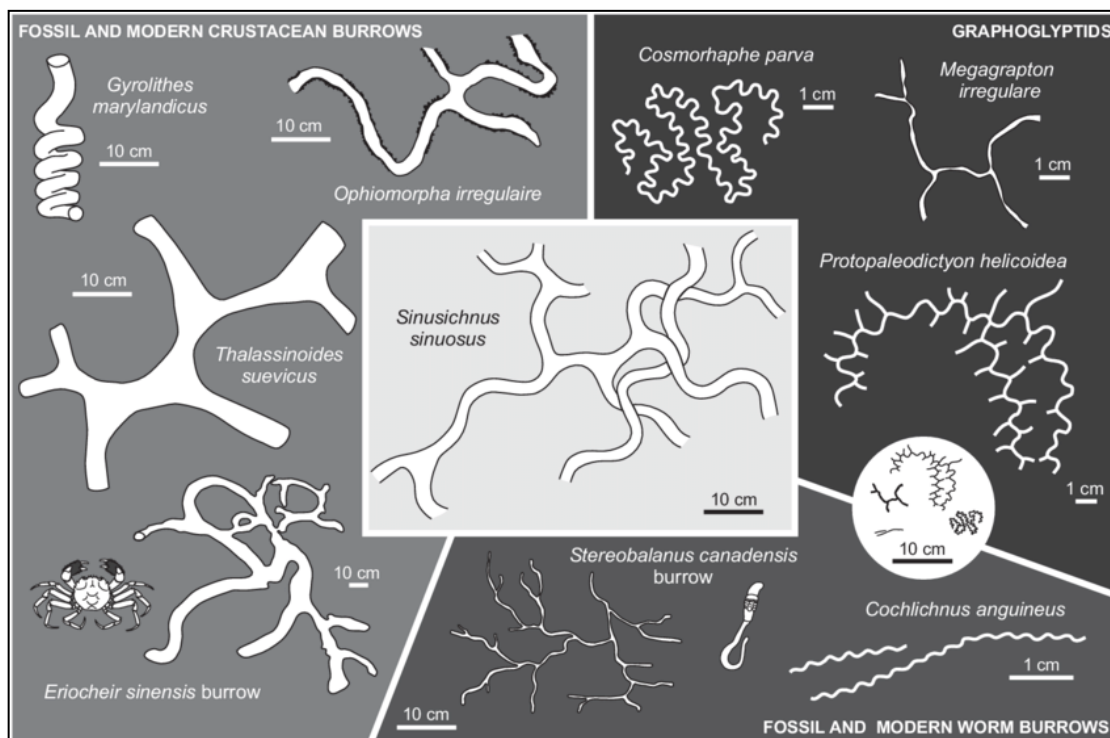 FOSSIL AND MODERN CRUSTACEAN BURROWS
Gyrolithes
marylandicus
10 cm
10 cm
Ophiomorpha irregulaire
10 cm
Thalassinoides
suevicus
10 cm
Eriocheir sinensis burrow
GRAPHOGLYPTIDS
Cosmorhaphe parva
1 cm
Megagrapton
irregulare
1 cm
Protopaleodictyon helicoidea
1 cm
10 cm
Sinusichnus
sinuosus
10 cm
Stereobalanus canadensis
burrow
10 cm
Cochlichnus anguineus
1 cm
FOSSIL AND MODERN WORM BURROWS